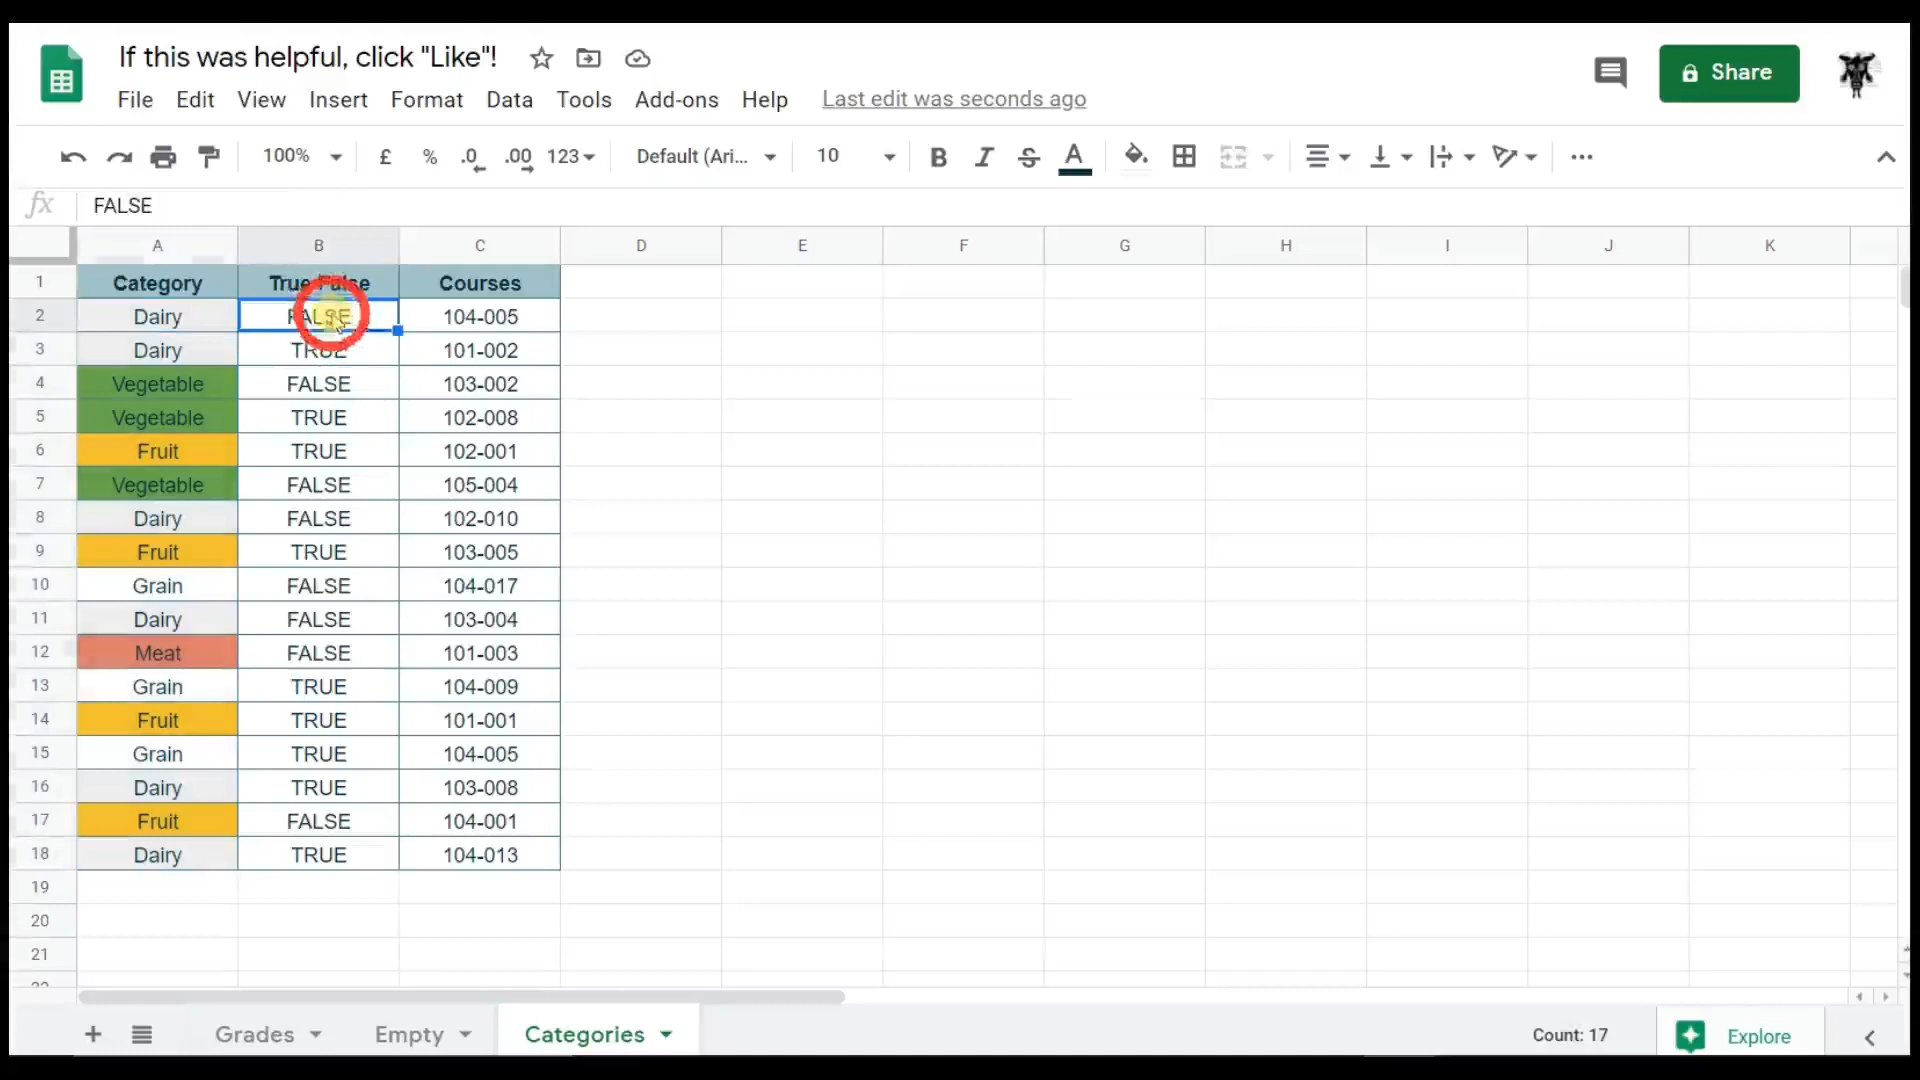 If this was helpful, click "Like"!
File Edit View Insert Format Data Tools Add-ons Help Last edit was seconds ago
Share
100% £ % .0 .00 123 Default (Ari... 10 B I S A
fx FALSE
A B C D E F G H I J K
1 Category True False Courses
2 Dairy FALSE 104-005
3 Dairy TRUE 101-002
4 Vegetable FALSE 103-002
5 Vegetable TRUE 102-008
6 Fruit TRUE 102-001
7 Vegetable FALSE 105-004
8 Dairy FALSE 102-010
9 Fruit TRUE 103-005
10 Grain FALSE 104-017
11 Dairy FALSE 103-004
12 Meat FALSE 101-003
13 Grain TRUE 104-009
14 Fruit TRUE 101-001
15 Grain TRUE 104-005
16 Dairy TRUE 103-008
17 Fruit FALSE 104-001
18 Dairy TRUE 104-013
19
20
21
22
Grades Empty Categories Count: 17 Explore